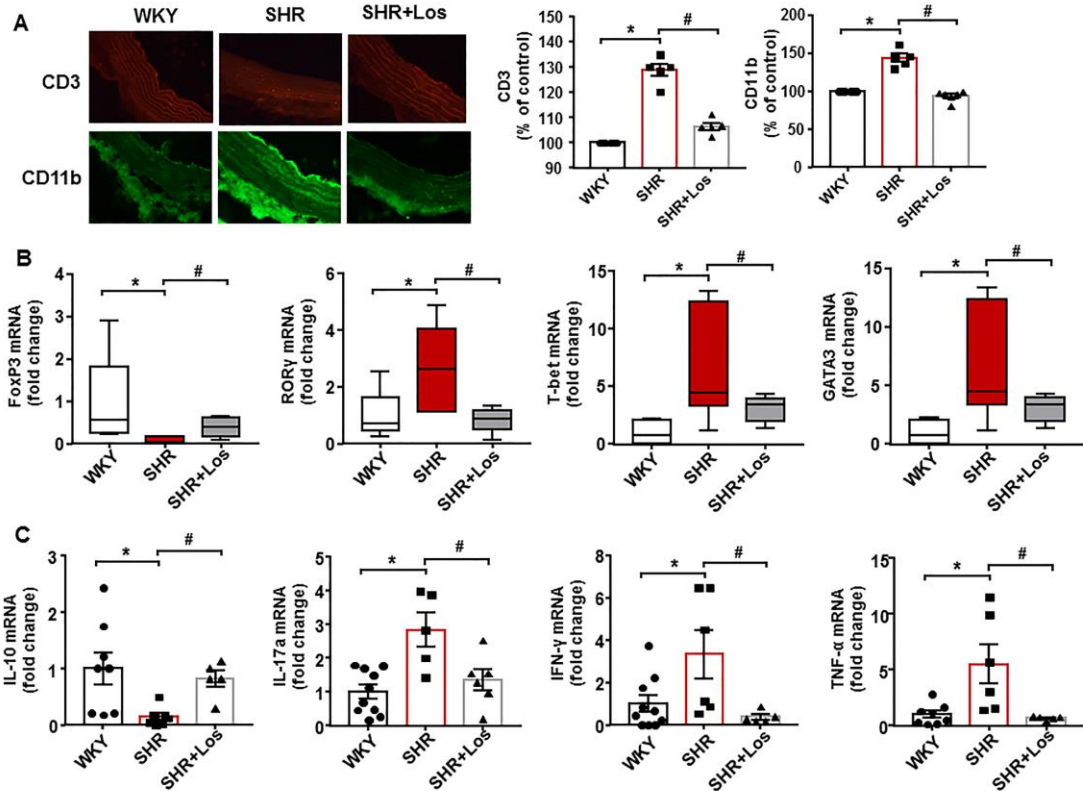 A
WKY
SHR
SHR+Los
CD3
CD11b
CD3
(% of control)
130
120
110
100
90
*
#
WKY
SHR
SHR+Los
CD11b
(% of control)
200
150
100
50
0
*
#
WKY
SHR
SHR+Los
B
FoxP3 mRNA
(fold change)
4
3
2
1
0
*
#
WKY
SHR
SHR+Los
RORγ mRNA
(fold change)
6
4
2
0
*
#
WKY
SHR
SHR+Los
T-bet mRNA
(fold change)
15
10
5
0
*
#
WKY
SHR
SHR+Los
GATA3 mRNA
(fold change)
15
10
5
0
*
#
WKY
SHR
SHR+Los
C
IL-10 mRNA
(fold change)
3
2
1
0
*
#
WKY
SHR
SHR+Los
IL-17a mRNA
(fold change)
5
4
3
2
1
0
*
#
WKY
SHR
SHR+Los
IFN-γ mRNA
(fold change)
8
6
4
2
0
*
#
WKY
SHR
SHR+Los
TNF-α mRNA
(fold change)
15
10
5
0
*
#
WKY
SHR
SHR+Los